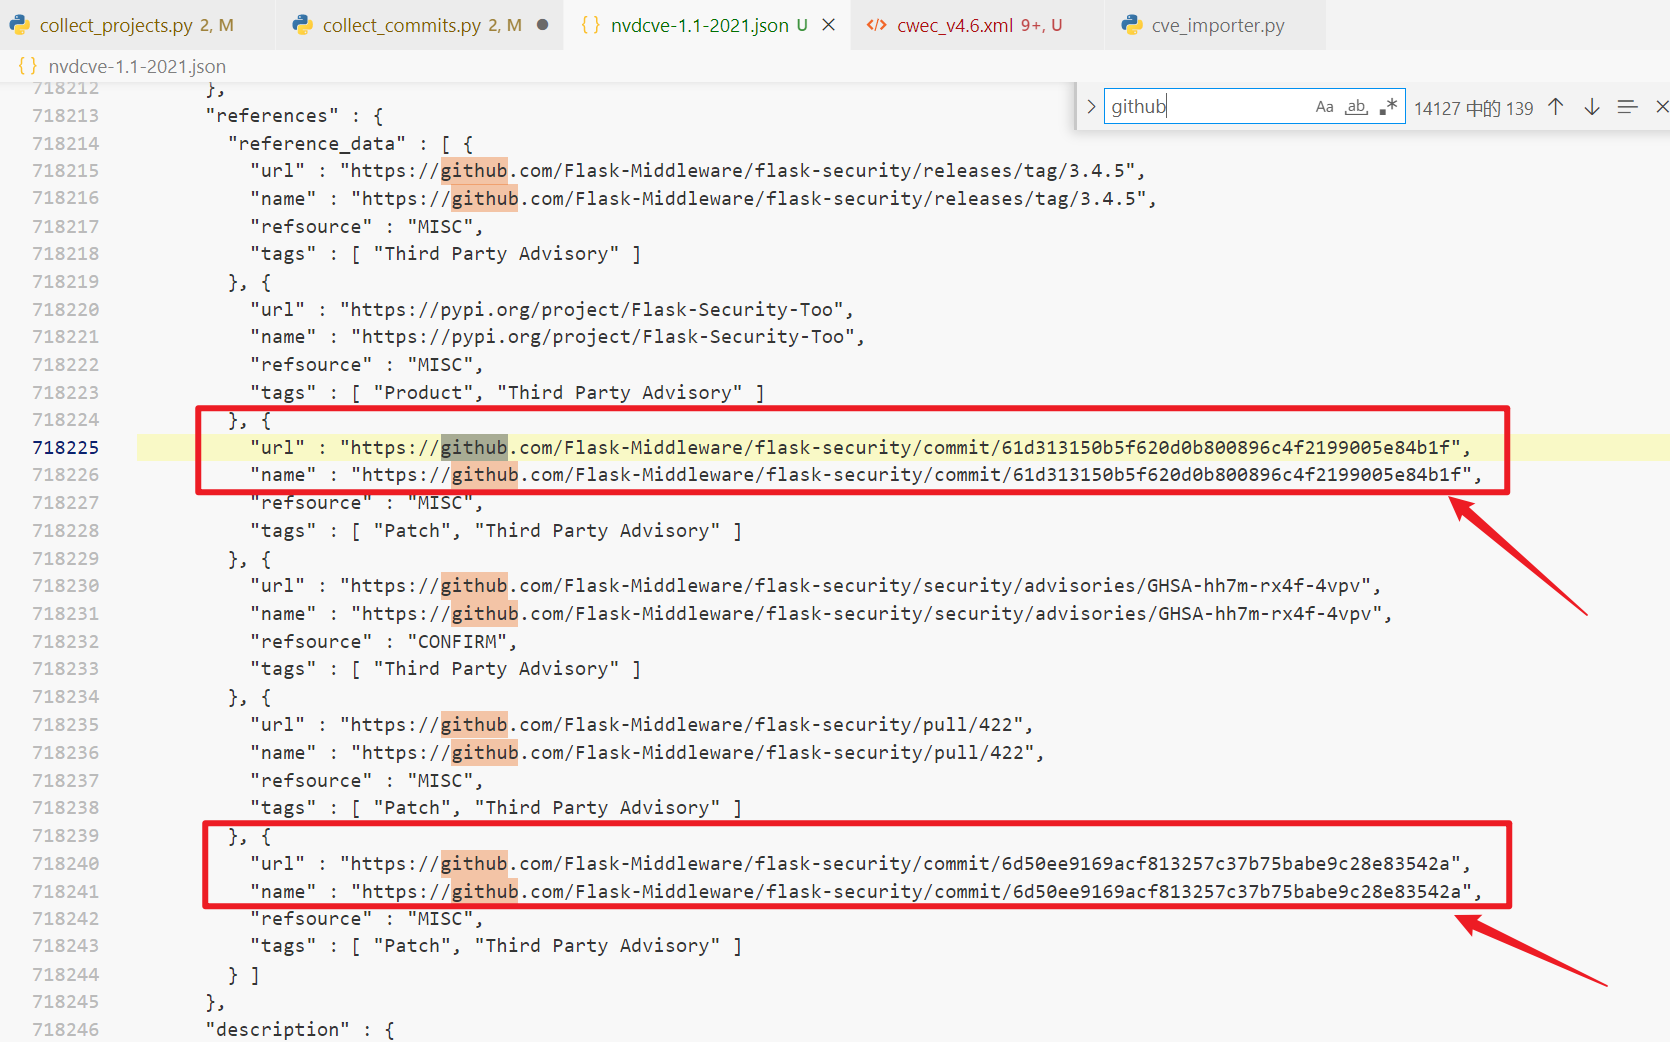 collect_projects.py 2, M
collect_commits.py 2, M
{} nvdcve-1.1-2021.json U
cwec_v4.6.xml 9+, U
cve_importer.py
{} nvdcve-1.1-2021.json
github
Aa ab .*
14127 中的 139
718212 },
718213 "references" : {
718214 "reference_data" : [ {
718215 "url" : "https://github.com/Flask-Middleware/flask-security/releases/tag/3.4.5",
718216 "name" : "https://github.com/Flask-Middleware/flask-security/releases/tag/3.4.5",
718217 "refsource" : "MISC",
718218 "tags" : [ "Third Party Advisory" ]
718219 }, {
718220 "url" : "https://pypi.org/project/Flask-Security-Too",
718221 "name" : "https://pypi.org/project/Flask-Security-Too",
718222 "refsource" : "MISC",
718223 "tags" : [ "Product", "Third Party Advisory" ]
718224 }, {
718225 "url" : "https://github.com/Flask-Middleware/flask-security/commit/61d313150b5f620d0b800896c4f2199005e84b1f",
718226 "name" : "https://github.com/Flask-Middleware/flask-security/commit/61d313150b5f620d0b800896c4f2199005e84b1f",
718227 "refsource" : "MISC",
718228 "tags" : [ "Patch", "Third Party Advisory" ]
718229 }, {
718230 "url" : "https://github.com/Flask-Middleware/flask-security/security/advisories/GHSA-hh7m-rx4f-4vpv",
718231 "name" : "https://github.com/Flask-Middleware/flask-security/security/advisories/GHSA-hh7m-rx4f-4vpv",
718232 "refsource" : "CONFIRM",
718233 "tags" : [ "Third Party Advisory" ]
718234 }, {
718235 "url" : "https://github.com/Flask-Middleware/flask-security/pull/422",
718236 "name" : "https://github.com/Flask-Middleware/flask-security/pull/422",
718237 "refsource" : "MISC",
718238 "tags" : [ "Patch", "Third Party Advisory" ]
718239 }, {
718240 "url" : "https://github.com/Flask-Middleware/flask-security/commit/6d50ee9169acf813257c37b75babe9c28e83542a",
718241 "name" : "https://github.com/Flask-Middleware/flask-security/commit/6d50ee9169acf813257c37b75babe9c28e83542a",
718242 "refsource" : "MISC",
718243 "tags" : [ "Patch", "Third Party Advisory" ]
718244 } ]
718245 },
718246 "description" : {